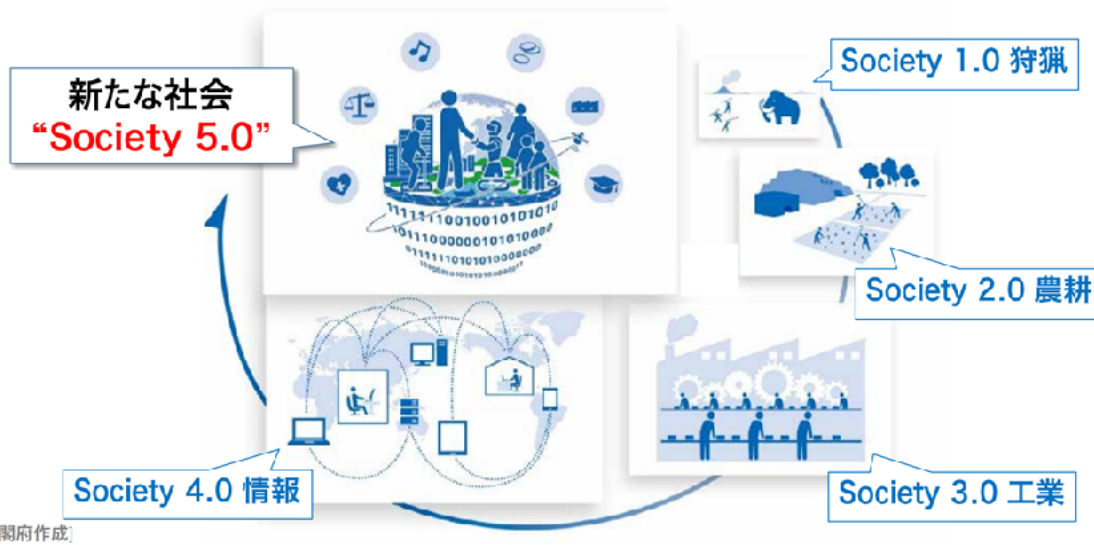 新たな社会
“Society 5.0”
Society 1.0 狩猟
Society 2.0 農耕
Society 3.0 工業
Society 4.0 情報
閣府作成]